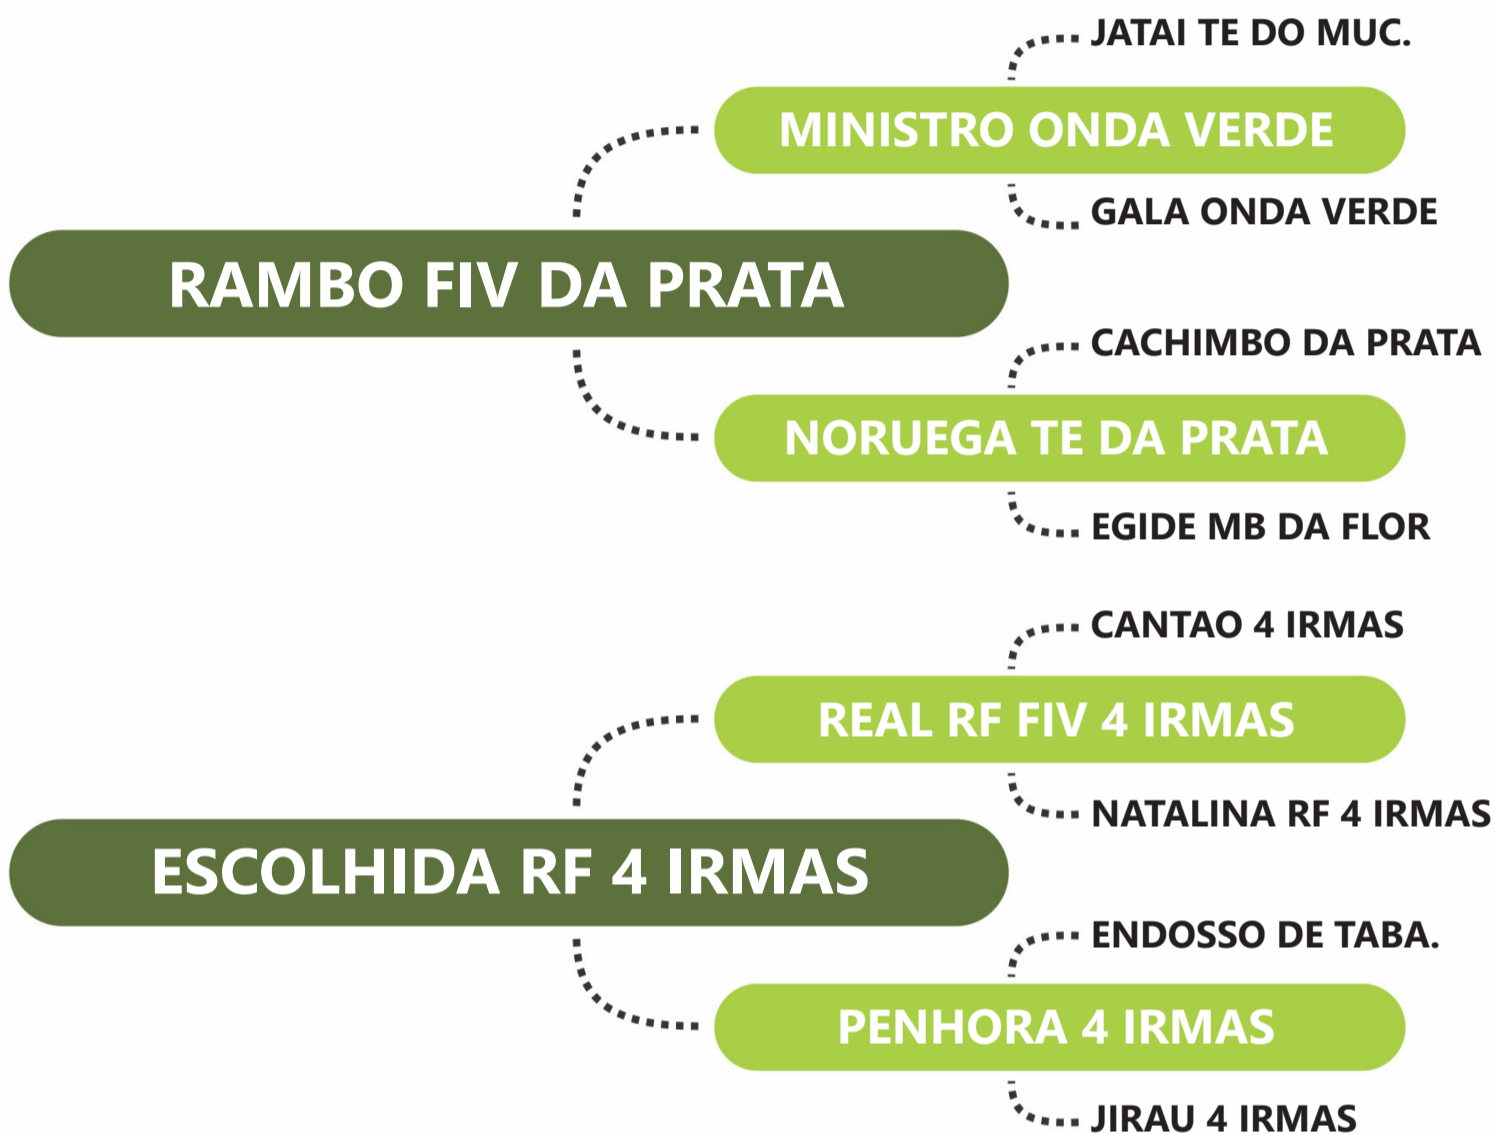 JATAI TE DO MUC.
MINISTRO ONDA VERDE
GALA ONDA VERDE
RAMBO FIV DA PRATA
CACHIMBO DA PRATA
NORUEGA TE DA PRATA
EGIDE MB DA FLOR
CANTAO 4 IRMAS
REAL RF FIV 4 IRMAS
NATALINA RF 4 IRMAS
ESCOLHIDA RF 4 IRMAS
ENDOSSO DE TABA.
PENHORA 4 IRMAS
JIRAU 4 IRMAS